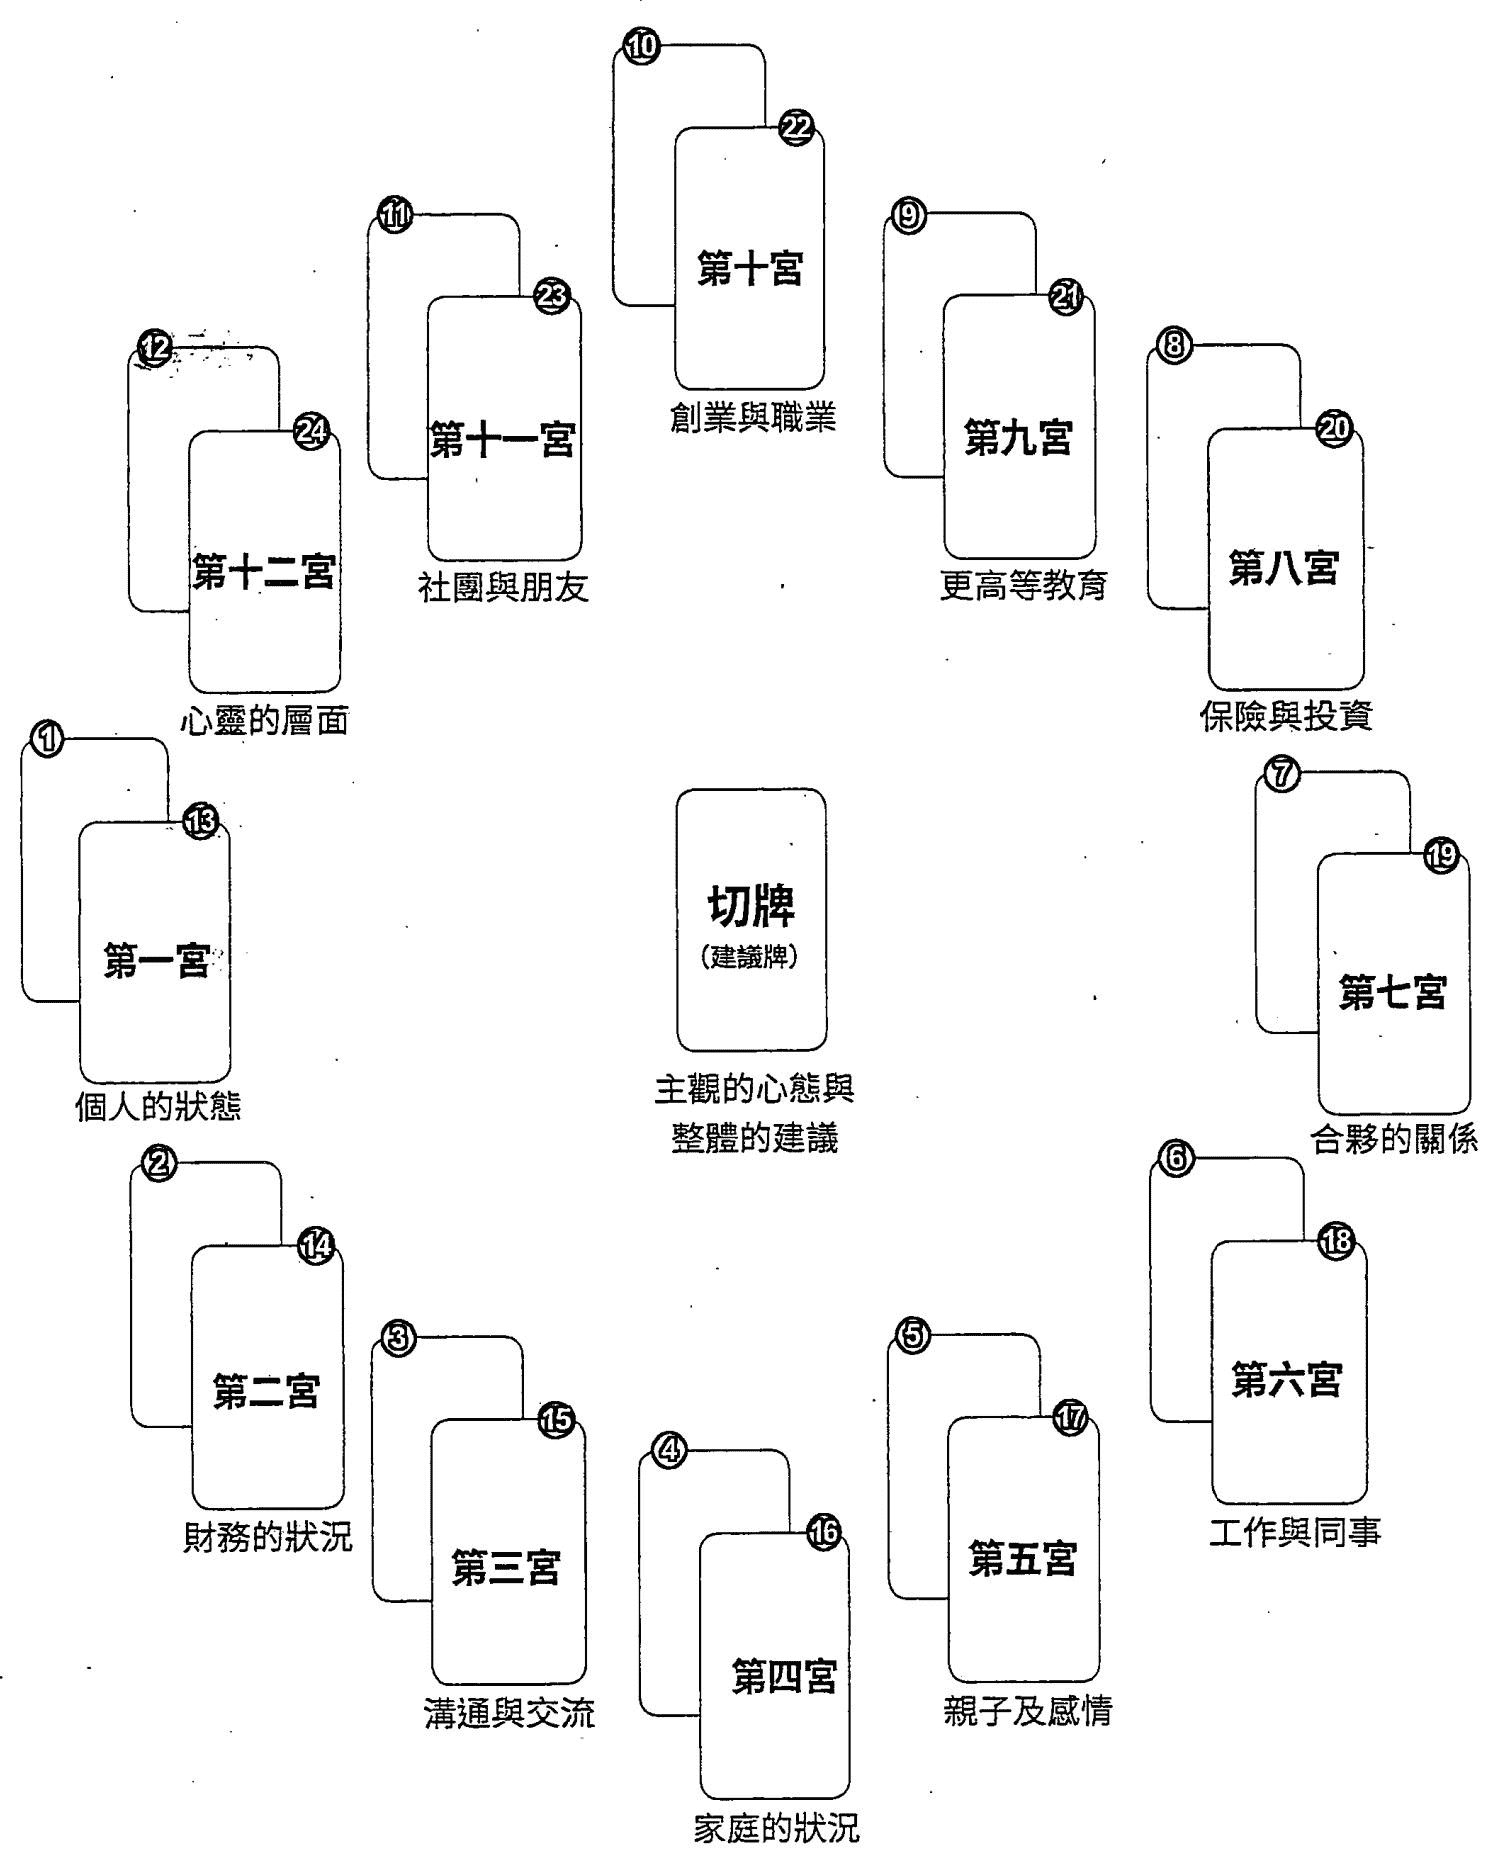 10
22
第十宮
創業與職業
11
23
第十一宮
社團與朋友
9
21
第九宮
更高等教育
12
24
第十二宮
心靈的層面
8
20
第八宮
保險與投資
1
13
第一宮
個人的狀態
切牌
(建議牌)
主觀的心態與
整體的建議
7
19
第七宮
合夥的關係
2
14
第二宮
財務的狀況
6
18
第六宮
工作與同事
3
15
第三宮
溝通與交流
5
17
第五宮
親子及感情
4
16
第四宮
家庭的狀況